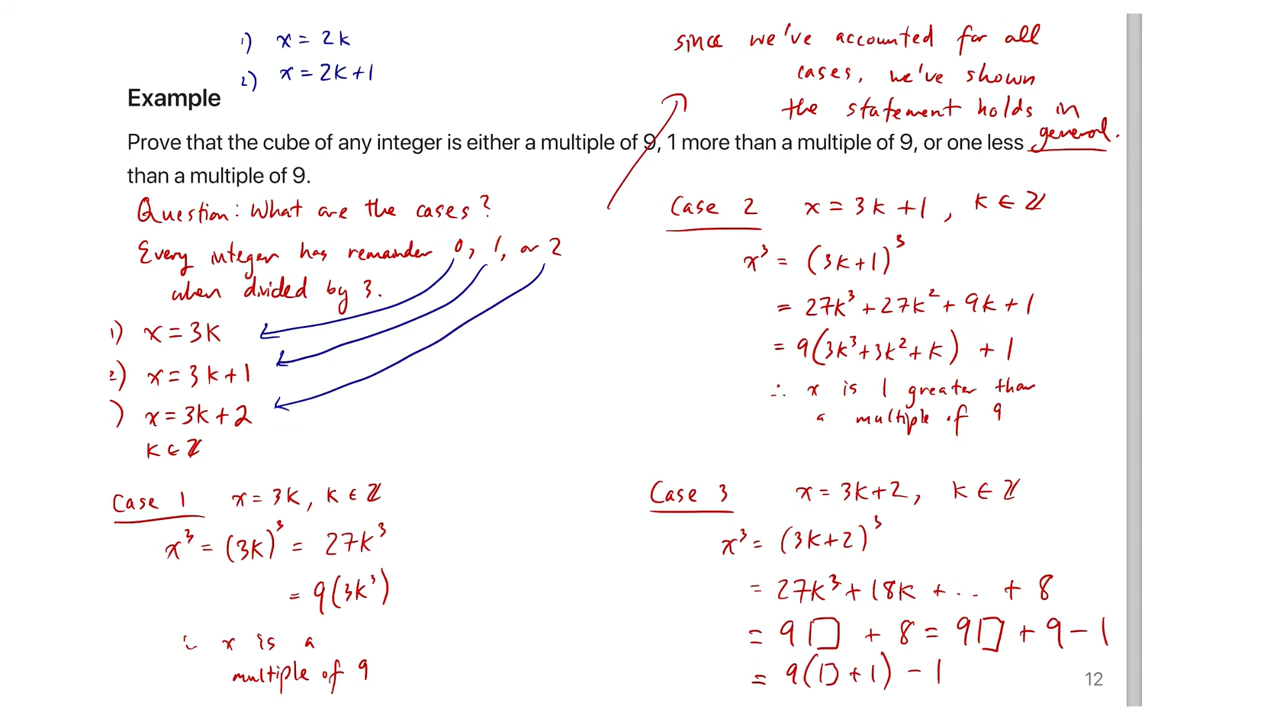 1) x = 2k
2) x = 2k+1
Example
Prove that the cube of any integer is either a multiple of 9, 1 more than a multiple of 9, or one less
than a multiple of 9.
since we've accounted for all
cases, we've shown
the statement holds in
general.
Question: What are the cases?
Every integer has remainder 0, 1, or 2
when divided by 3.
1) x = 3k
2) x = 3k+1
) x = 3k+2
k ∈ ℤ
Case 1 x = 3k, k ∈ ℤ
x³ = (3k)³ = 27k³
= 9(3k³)
∴ x is a
multiple of 9
Case 2 x = 3k+1, k ∈ ℤ
x³ = (3k+1)³
= 27k³ + 27k² + 9k + 1
= 9(3k³+3k²+k) + 1
∴ x is 1 greater than
a multiple of 9
Case 3 x = 3k+2, k ∈ ℤ
x³ = (3k+2)³
= 27k³ + 18k + .. + 8
= 9□ + 8 = 9□ + 9 − 1
= 9(□+1) − 1
12